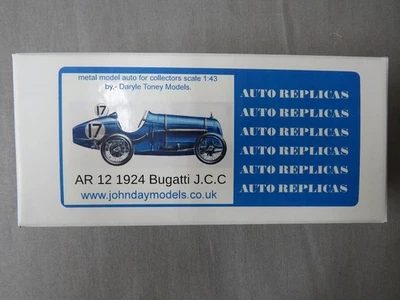 metal model auto for collectors scale 1:43
by,- Daryle Toney Models.
17
17
AR 12 1924 Bugatti J.C.C
www.johndaymodels.co.uk
AUTO REPLICAS
AUTO REPLICAS
AUTO REPLICAS
AUTO REPLICAS
AUTO REPLICAS
AUTO REPLICAS